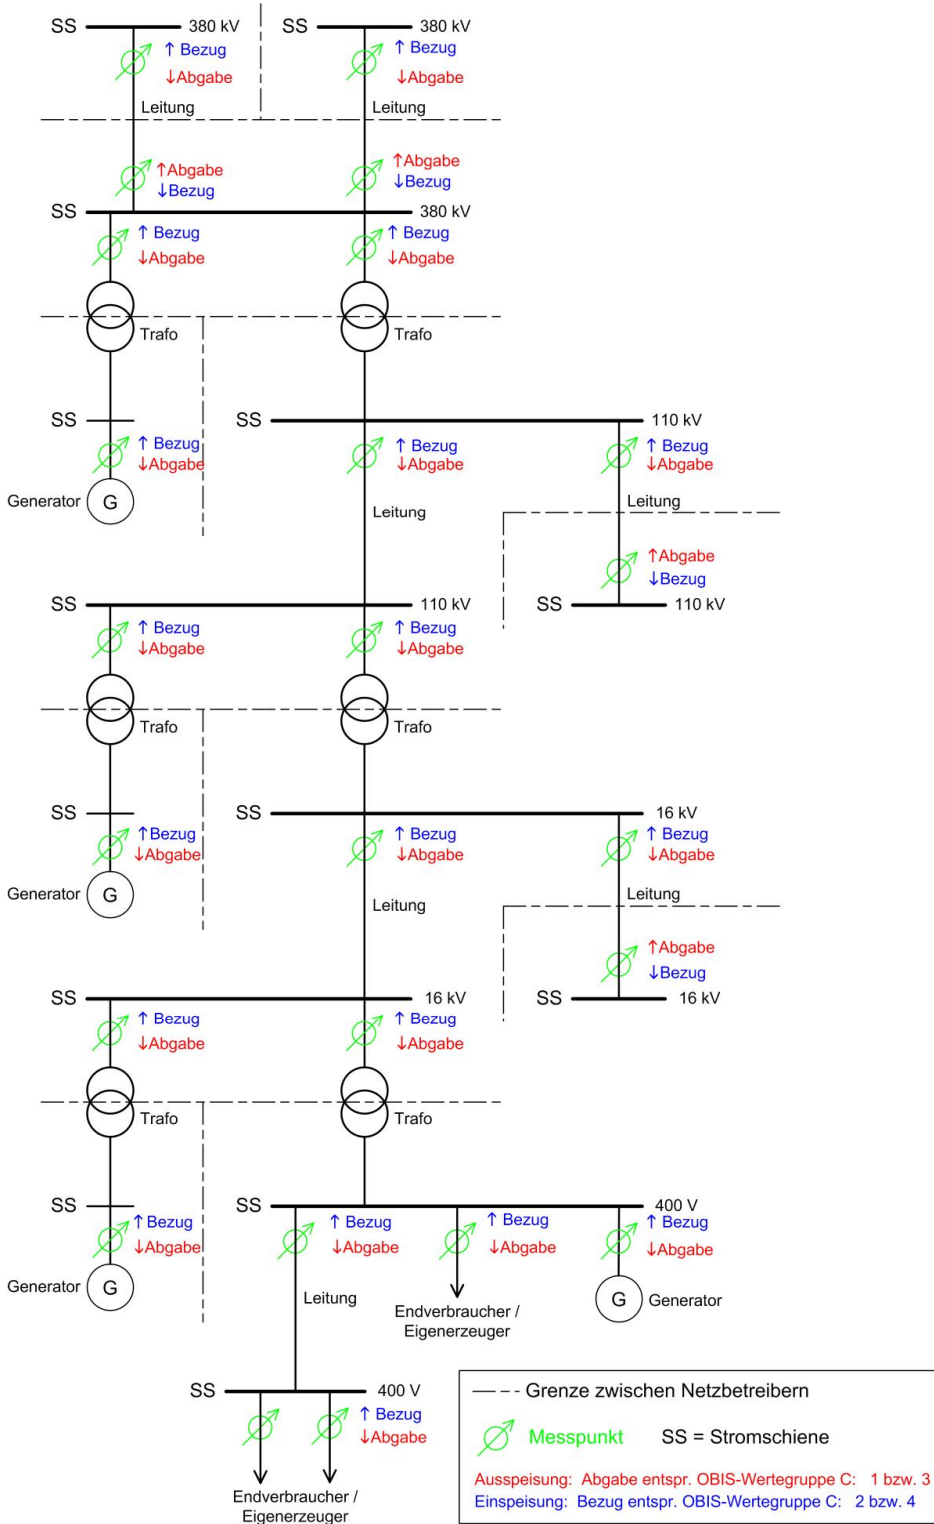 SS 380 kV SS 380 kV
↑ Bezug ↑ Bezug
↓Abgabe ↓Abgabe
Leitung Leitung
↑Abgabe ↑Abgabe
↓Bezug ↓Bezug
SS 380 kV
↑ Bezug ↑ Bezug
↓Abgabe ↓Abgabe
Trafo Trafo
SS SS 110 kV
↑ Bezug ↑ Bezug ↑ Bezug
↓Abgabe ↓Abgabe ↓Abgabe
Generator G Leitung Leitung
↑Abgabe
↓Bezug
SS 110 kV SS 110 kV
↑ Bezug ↑ Bezug
↓Abgabe ↓Abgabe
Trafo Trafo
SS SS 16 kV
↑Bezug ↑ Bezug ↑ Bezug
↓Abgabe ↓Abgabe ↓Abgabe
Generator G Leitung Leitung
↑Abgabe
↓Bezug
SS 16 kV SS 16 kV
↑ Bezug ↑ Bezug
↓Abgabe ↓Abgabe
Trafo Trafo
SS SS 400 V
↑ Bezug ↑ Bezug ↑ Bezug ↑ Bezug
↓Abgabe ↓Abgabe ↓Abgabe ↓Abgabe
Generator G Leitung G Generator
Endverbraucher /
Eigenerzeuger
SS 400 V
↑ Bezug
↓Abgabe
Endverbraucher /
Eigenerzeuger
Grenze zwischen Netzbetreibern
Messpunkt SS = Stromschiene
Ausspeisung: Abgabe entspr. OBIS-Wertegruppe C: 1 bzw. 3
Einspeisung: Bezug entspr. OBIS-Wertegruppe C: 2 bzw. 4